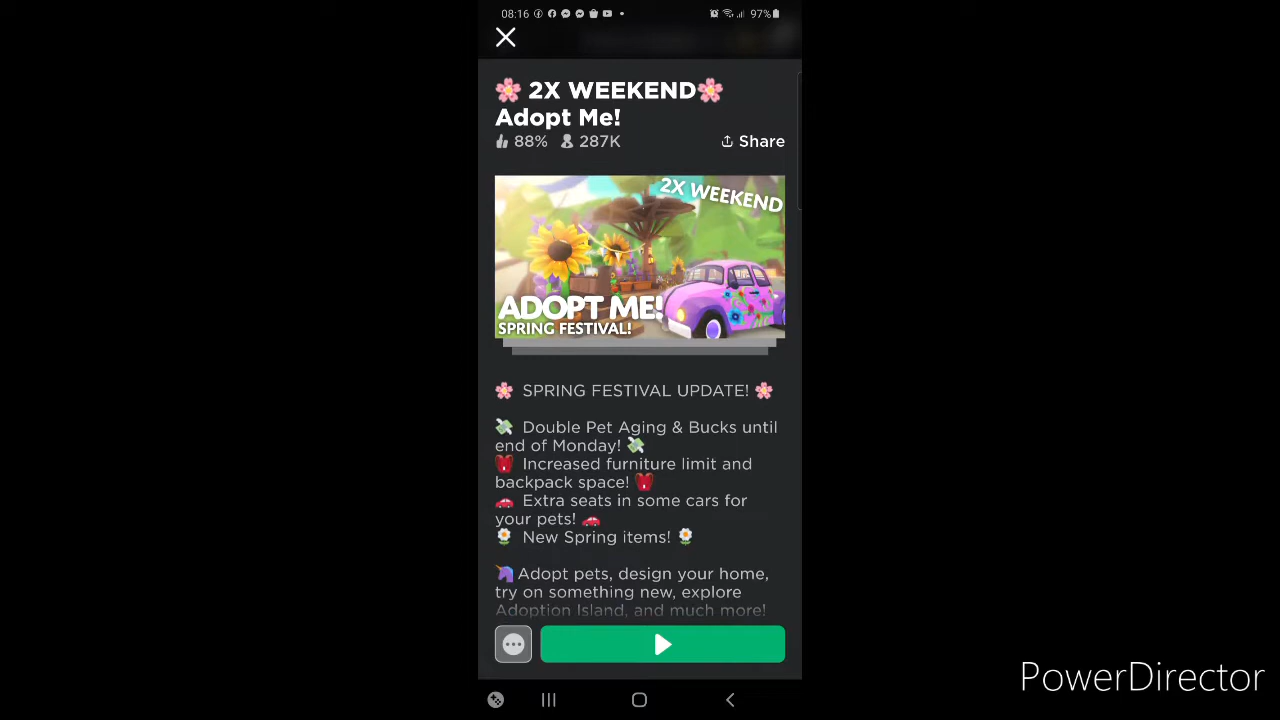 08:16 97%
🌸 2X WEEKEND🌸
Adopt Me!
88% 287K Share
2X WEEKEND
ADOPT ME!
SPRING FESTIVAL!
🌸 SPRING FESTIVAL UPDATE! 🌸
💸 Double Pet Aging & Bucks until
end of Monday! 💸
🎒 Increased furniture limit and
backpack space! 🎒
🚗 Extra seats in some cars for
your pets! 🚗
🌼 New Spring items! 🌼
🦄Adopt pets, design your home,
try on something new, explore
Adoption Island, and much more!
PowerDirector